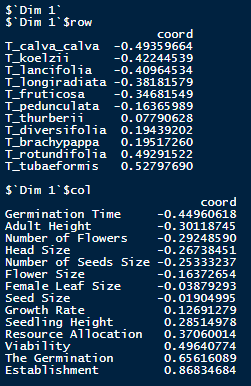 $`Dim 1`
$`Dim 1`$row
coord
T_calva_calva -0.49359664
T_koelzii -0.42244539
T_lancifolia -0.40964534
T_longiradiata -0.38181579
T_fruticosa -0.34681549
T_pedunculata -0.16365989
T_thurberii 0.07790628
T_diversifolia 0.19439202
T_brachypappa 0.19517260
T_rotundifolia 0.49291522
T_tubaeformis 0.52797690
$`Dim 1`$col
coord
Germination Time -0.44960618
Adult Height -0.30118745
Number of Flowers -0.29248590
Head Size -0.26738451
Number of Seeds Size -0.25333237
Flower Size -0.16372654
Female Leaf Size -0.03879293
Seed Size -0.01904995
Growth Rate 0.12691279
Seedling Height 0.28514978
Resource Allocation 0.37060014
Viability 0.49640774
The Germination 0.65616089
Establishment 0.86834684